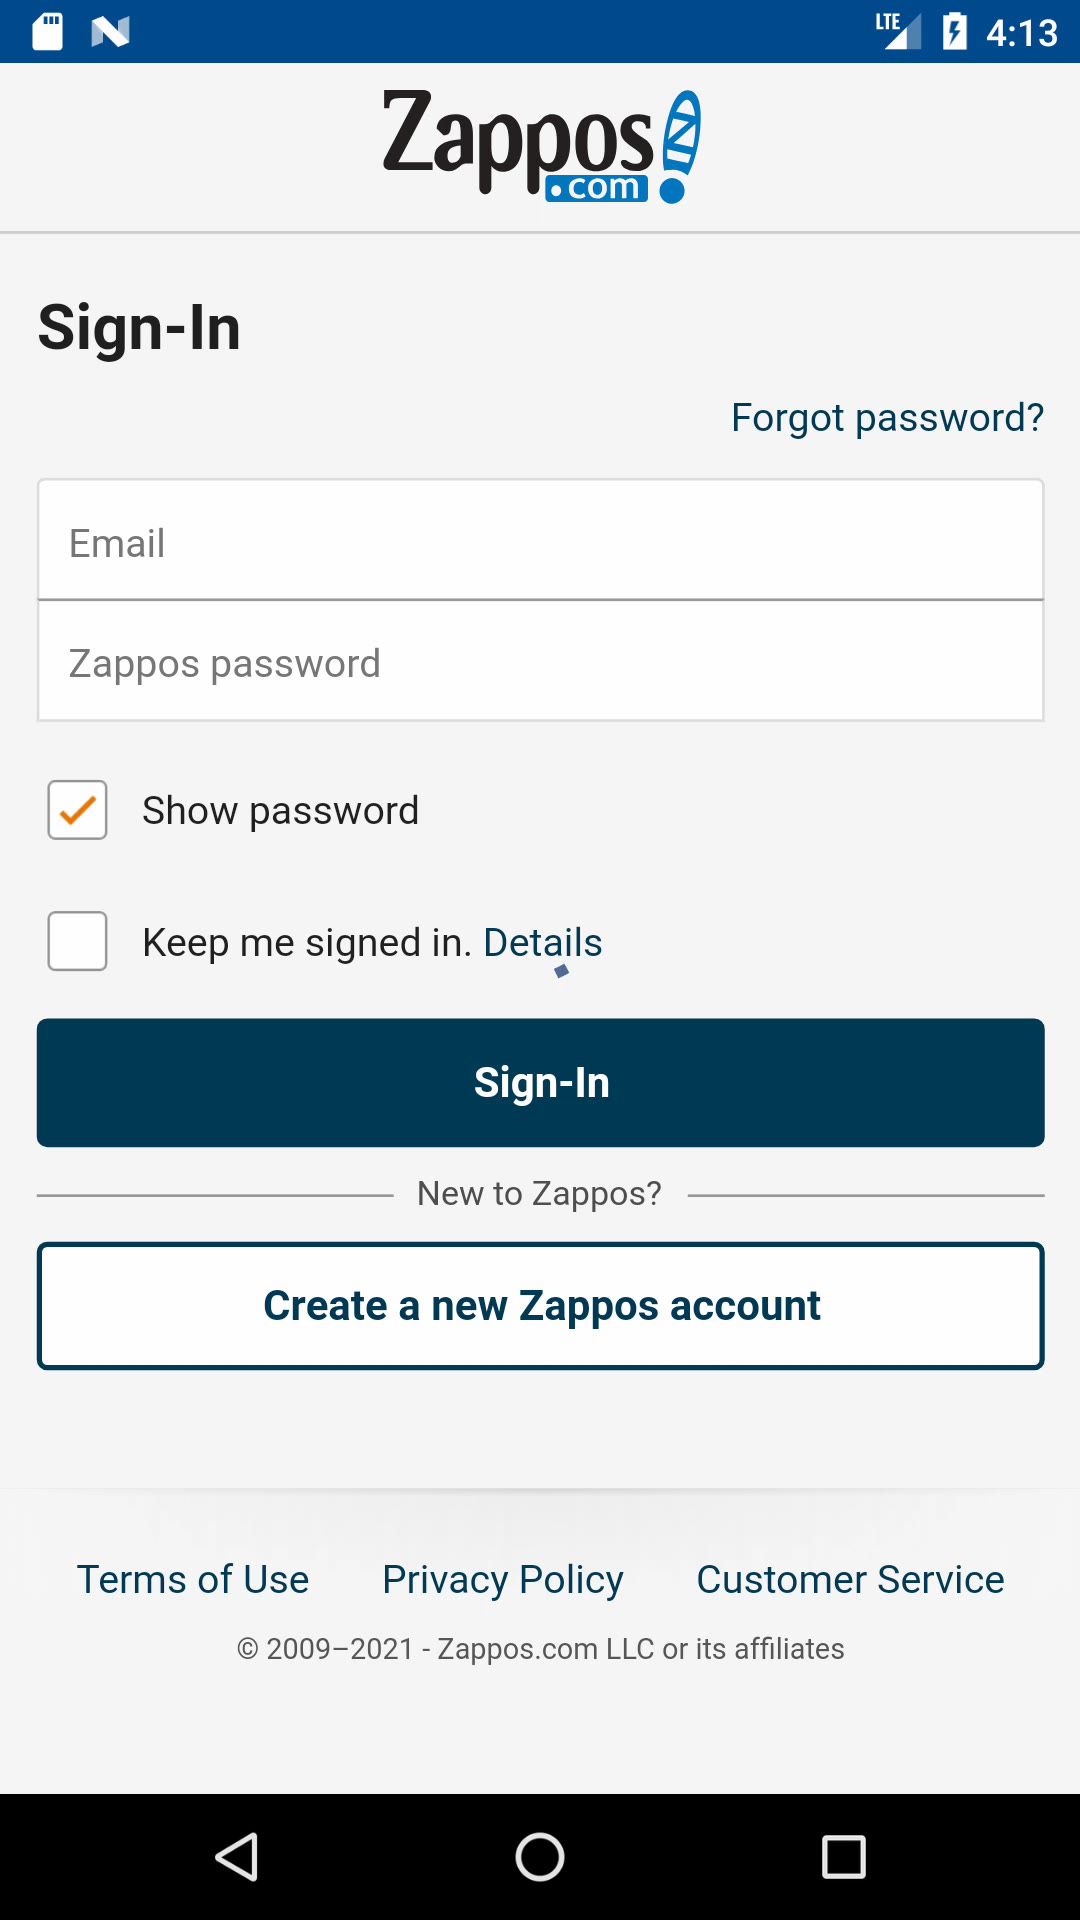 LTE 4:13
Zappos
.com
Sign-In
Forgot password?
Email
Zappos password
Show password
Keep me signed in. Details
Sign-In
New to Zappos?
Create a new Zappos account
Terms of Use Privacy Policy Customer Service
© 2009–2021 - Zappos.com LLC or its affiliates